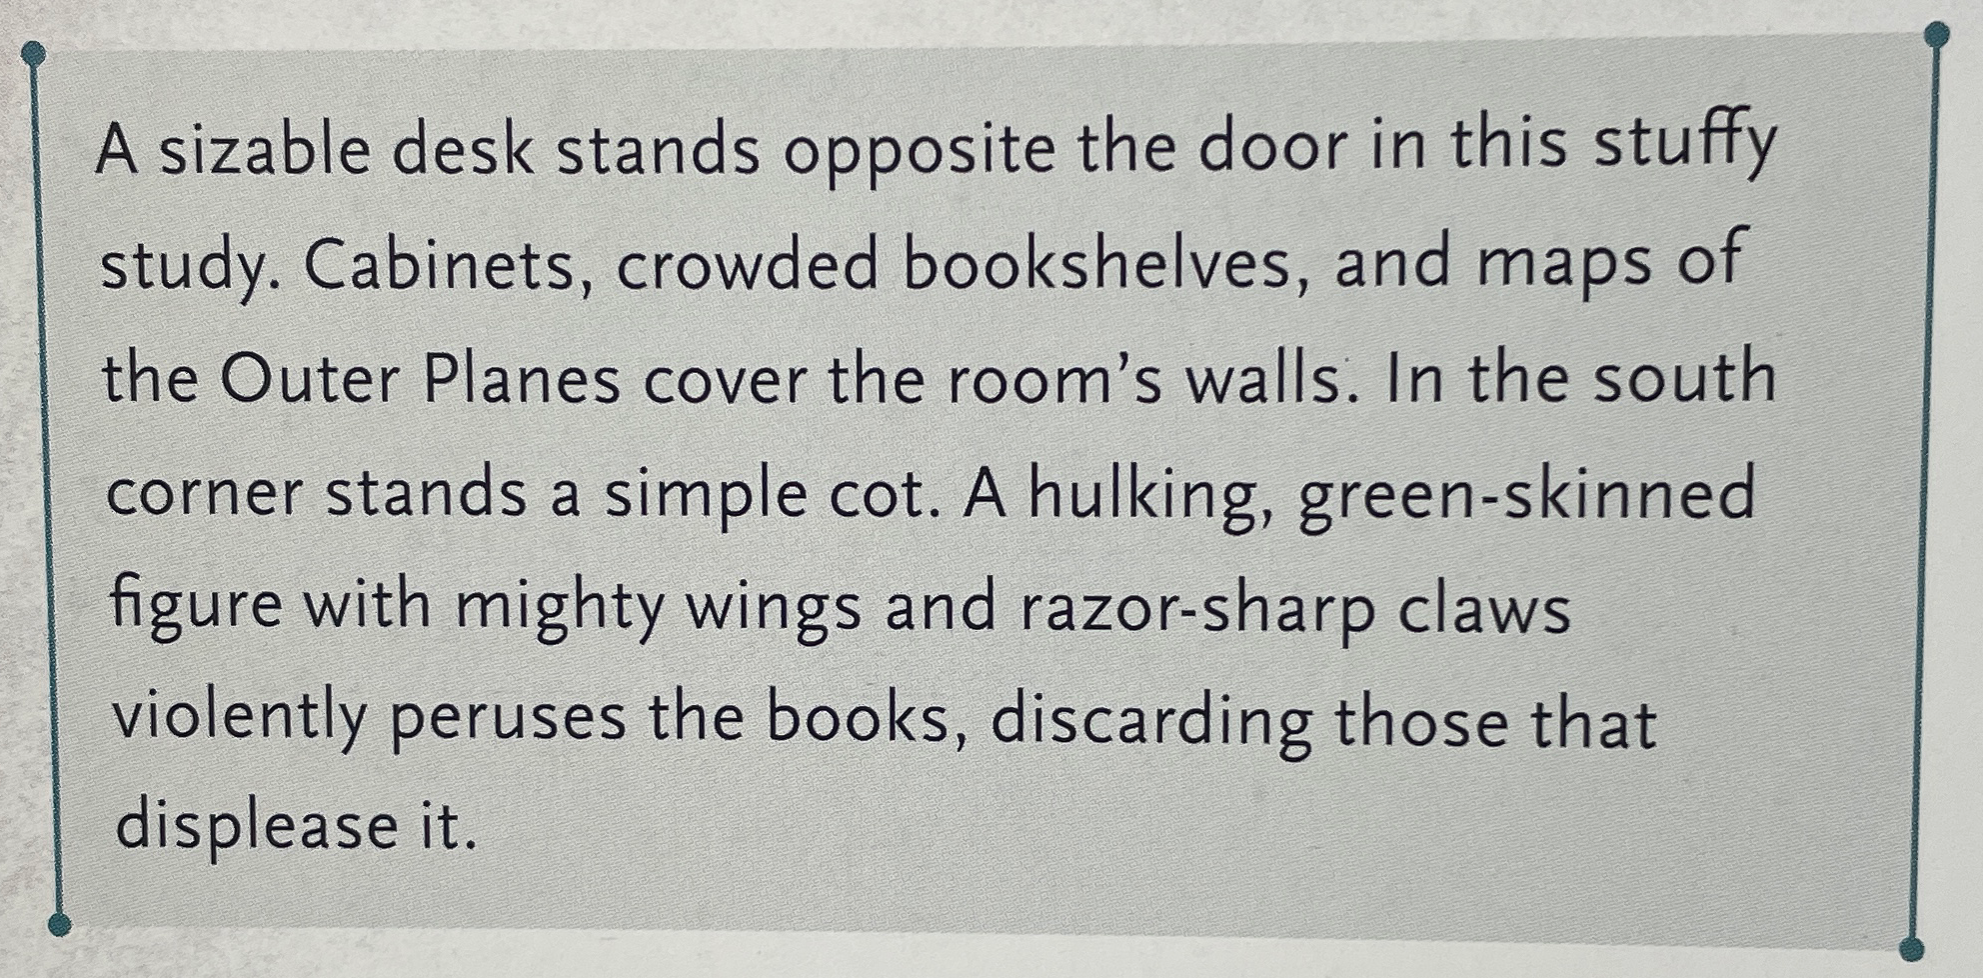 A sizable desk stands opposite the door in this stuffy
study. Cabinets, crowded bookshelves, and maps of
the Outer Planes cover the room’s walls. In the south
corner stands a simple cot. A hulking, green-skinned
figure with mighty wings and razor-sharp claws
violently peruses the books, discarding those that
displease it.